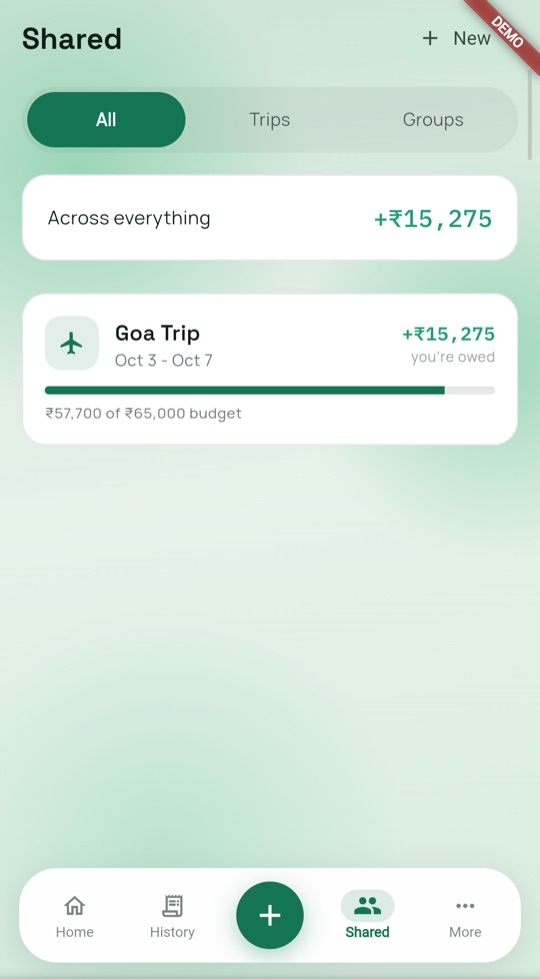 Shared
+ New
DEMO
All
Trips
Groups
Across everything
+₹15,275
Goa Trip
+₹15,275
Oct 3 - Oct 7
you're owed
₹57,700 of ₹65,000 budget
Home
History
Shared
More